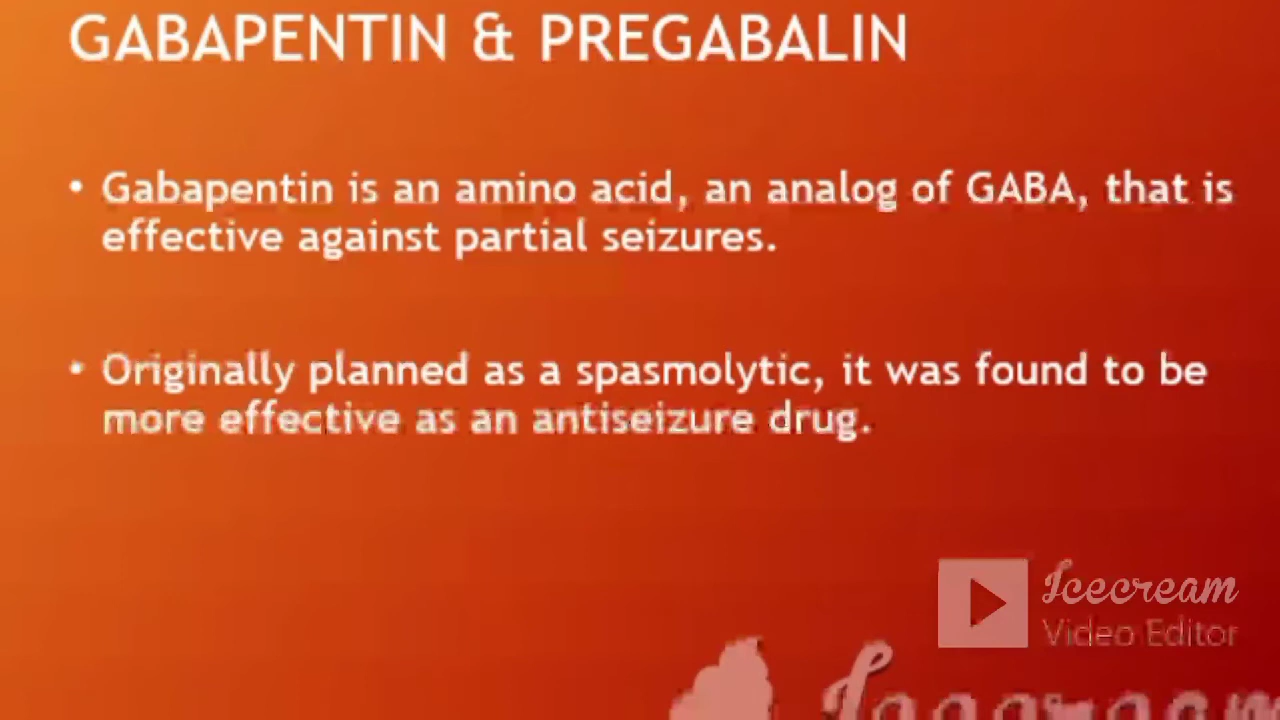 GABAPENTIN & PREGABALIN
• Gabapentin is an amino acid, an analog of GABA, that is
effective against partial seizures.
• Originally planned as a spasmolytic, it was found to be
more effective as an antiseizure drug.
Icecream
Video Editor
Icecream